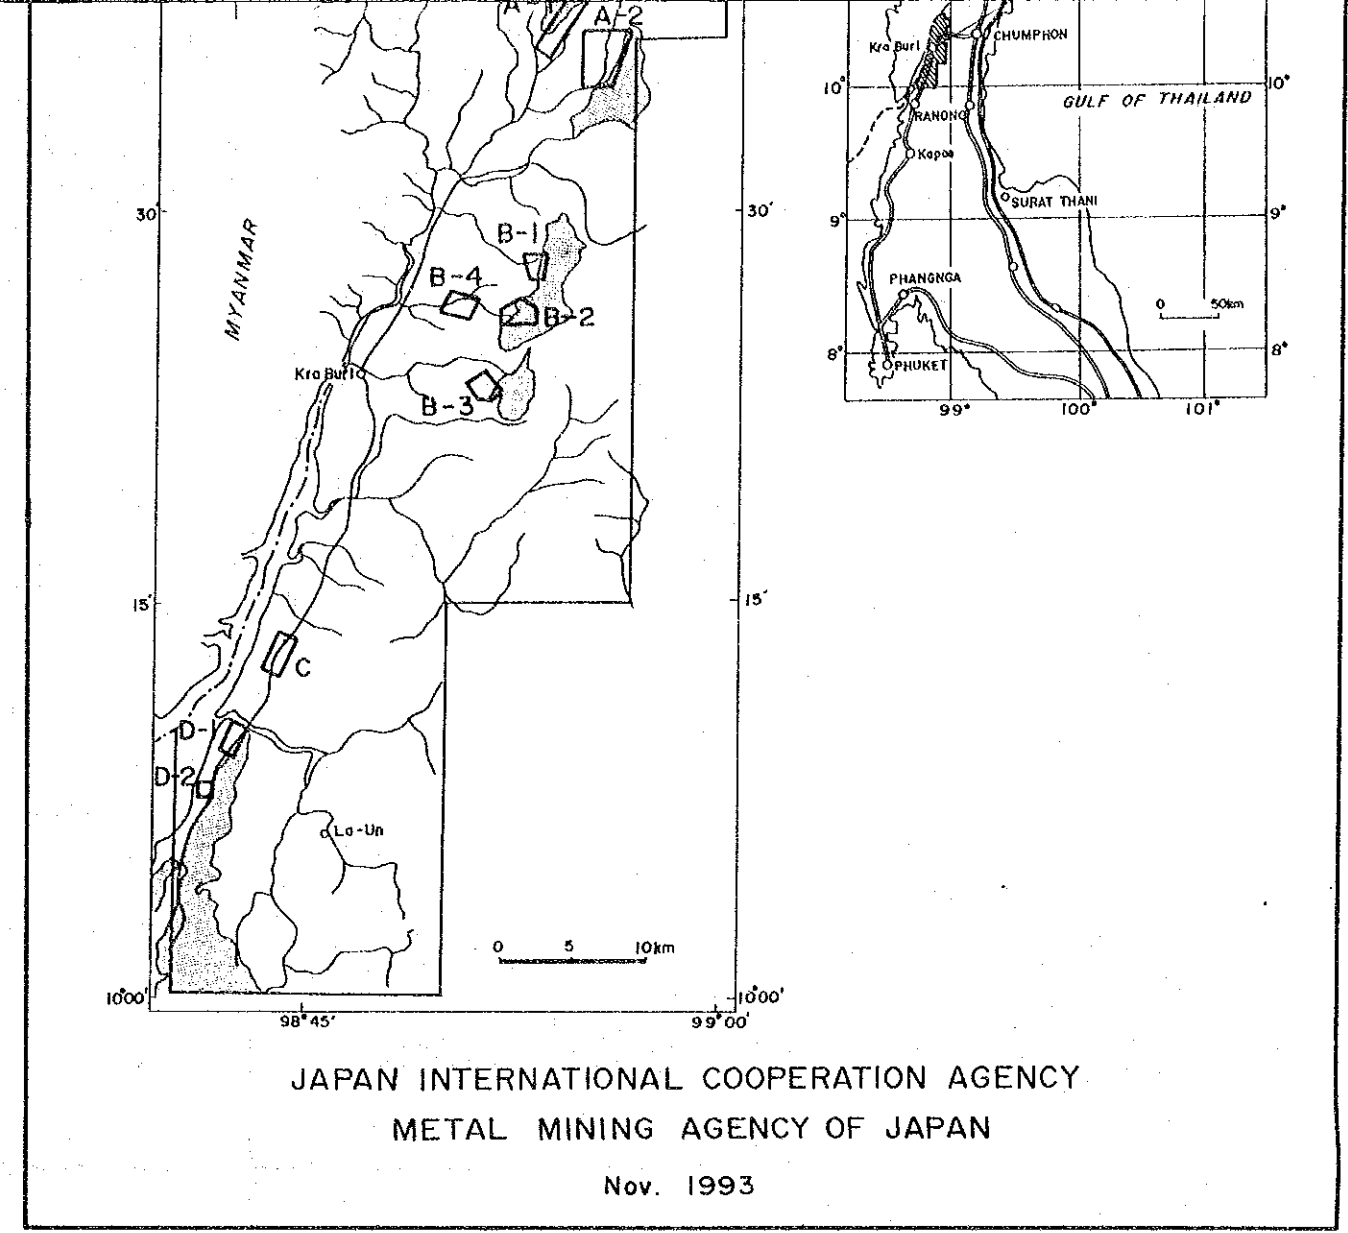 A-2
30'
30'
MYANMAR
B-1
B-4
B-2
Kra Buri
B-3
15'
15'
C
D-1
D-2
La-Un
0 5 10km
10°00'
10°00'
98°45'
99°00'
Kra Buri
CHUMPHON
10°
10°
GULF OF THAILAND
RANONG
Kapoe
SURAT THANI
9°
9°
PHANGNGA
0 50km
8°
8°
PHUKET
99°
100°
101°
JAPAN INTERNATIONAL COOPERATION AGENCY
METAL MINING AGENCY OF JAPAN
Nov. 1993